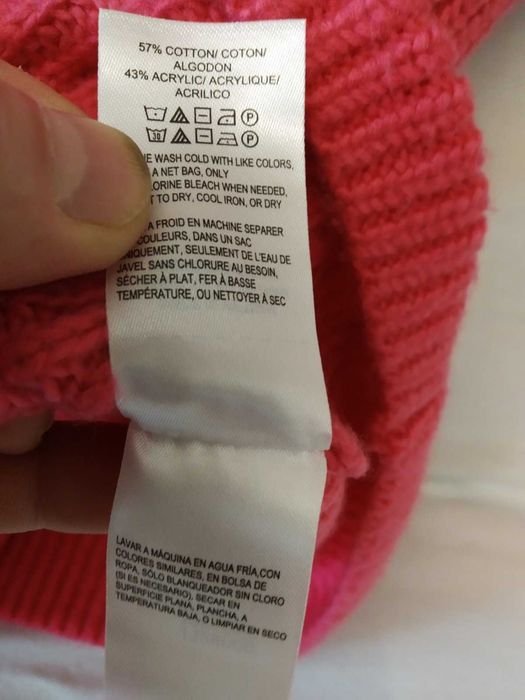 57% COTTON/ COTON/
ALGODON
43% ACRYLIC/ ACRYLIQUE/
ACRILICO
P
30 P
WASH COLD WITH LIKE COLORS,
A NET BAG, ONLY
BLEACH WHEN NEEDED,
TO DRY, COOL IRON, OR DRY
A FROID EN MACHINE SEPARER
COULEURS, DANS UN SAC
SEULEMENT DE L'EAU DE
JAVEL SANS CHLORURE AU BESOIN,
SÉCHER À PLAT, FER À BASSE
TEMPÉRATURE, OU NETTOYER À SEC
LAVAR A MÁQUINA EN AGUA FRÍA,CON
COLORES SIMILARES, EN BOLSA DE
ROPA, SÓLO BLANQUEADOR SIN CLORO
(SI ES NECESARIO), SECAR EN
SUPERFICIE PLANA, PLANCHA, A
TEMPERATURA BAJA, O LIMPIAR EN SECO